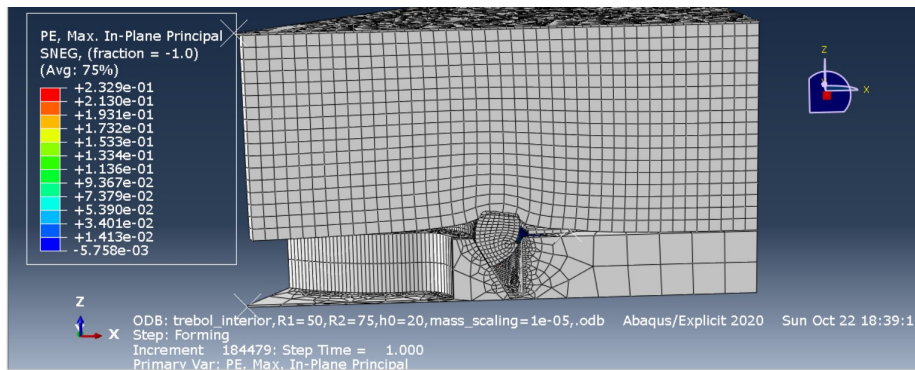 PE, Max. In-Plane Principal
SNEG, (fraction = -1.0)
(Avg: 75%)
+2.329e-01
+2.130e-01
+1.931e-01
+1.732e-01
+1.533e-01
+1.334e-01
+1.136e-01
+9.367e-02
+7.379e-02
+5.390e-02
+3.401e-02
+1.413e-02
-5.758e-03
Z
X
Z
X
ODB: trebol_interior,R1=50,R2=75,h0=20,mass_scaling=1e-05,.odb Abaqus/Explicit 2020 Sun Oct 22 18:39:1
Step: Forming
Increment 184479: Step Time = 1.000
Primary Var: PE, Max. In-Plane Principal